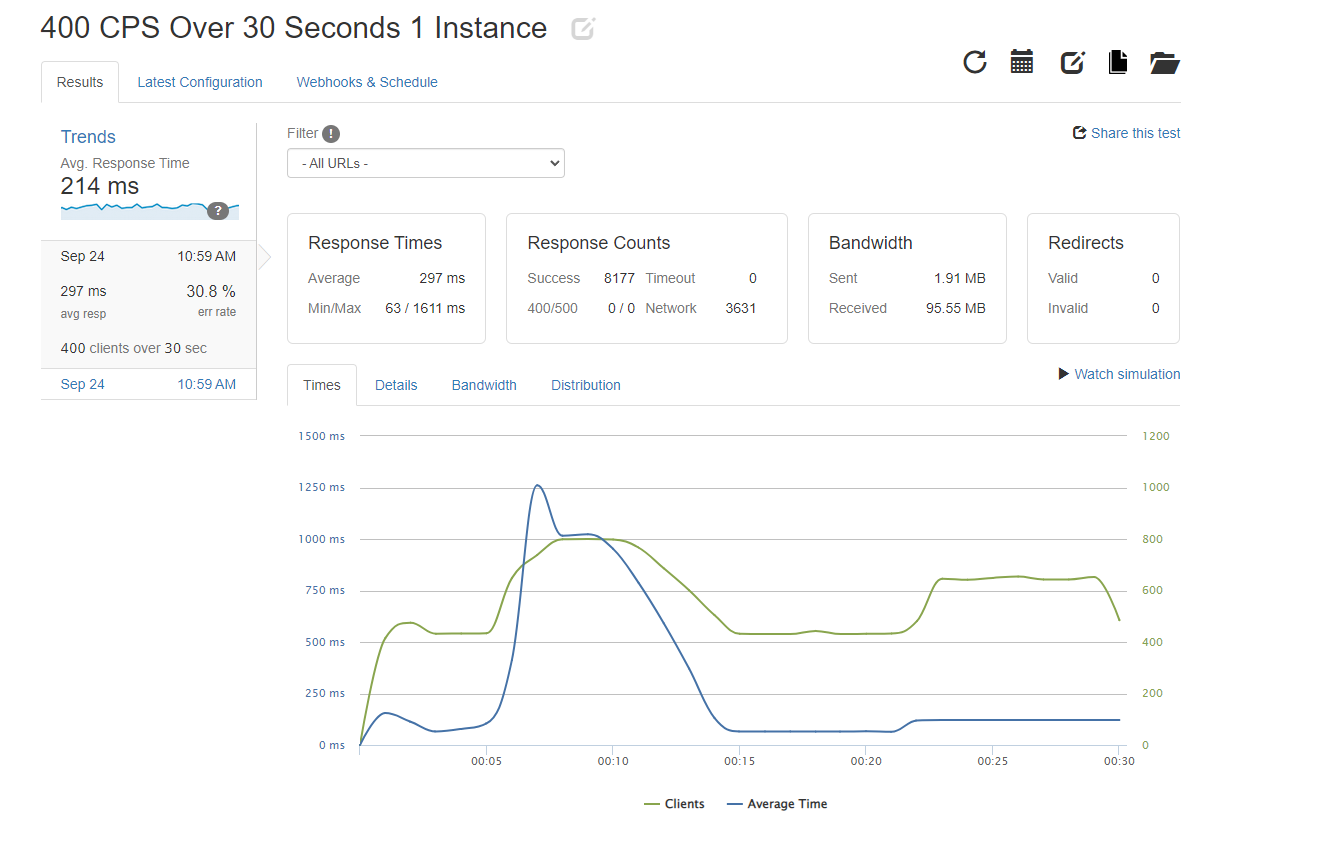 400 CPS Over 30 Seconds 1 Instance
Results Latest Configuration Webhooks & Schedule
Trends
Avg. Response Time
214 ms
?
Sep 24 10:59 AM
297 ms 30.8 %
avg resp err rate
400 clients over 30 sec
Sep 24 10:59 AM
Filter !
- All URLs -
Share this test
Response Times
Average 297 ms
Min/Max 63 / 1611 ms
Response Counts
Success 8177 Timeout 0
400/500 0 / 0 Network 3631
Bandwidth
Sent 1.91 MB
Received 95.55 MB
Redirects
Valid 0
Invalid 0
Times Details Bandwidth Distribution
Watch simulation
1500 ms 1200
1250 ms 1000
1000 ms 800
750 ms 600
500 ms 400
250 ms 200
0 ms 0
00:05 00:10 00:15 00:20 00:25 00:30
Clients Average Time